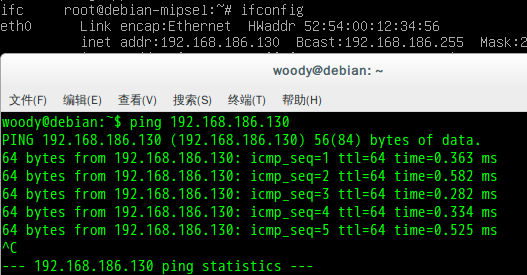 ifc     root@debian-mipsel:~# ifconfig
eth0      Link encap:Ethernet  HWaddr 52:54:00:12:34:56
          inet addr:192.168.186.130  Bcast:192.168.186.255  Mask:2
woody@debian: ~
文件(F) 编辑(E) 查看(V) 搜索(S) 终端(T) 帮助(H)
woody@debian:~$ ping 192.168.186.130
PING 192.168.186.130 (192.168.186.130) 56(84) bytes of data.
64 bytes from 192.168.186.130: icmp_seq=1 ttl=64 time=0.363 ms
64 bytes from 192.168.186.130: icmp_seq=2 ttl=64 time=0.582 ms
64 bytes from 192.168.186.130: icmp_seq=3 ttl=64 time=0.282 ms
64 bytes from 192.168.186.130: icmp_seq=4 ttl=64 time=0.334 ms
64 bytes from 192.168.186.130: icmp_seq=5 ttl=64 time=0.525 ms
^C
--- 192.168.186.130 ping statistics ---